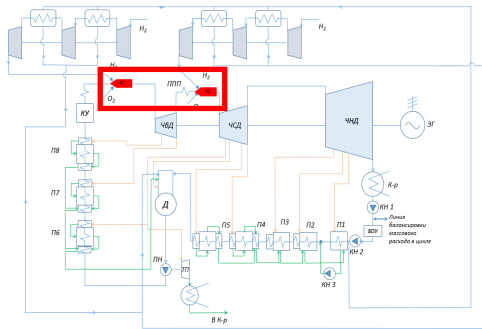 H₂
H₂
H₂
H₂
ППП
O₂
КУ
ЧВД
ЧСД
ЧНД
ЭГ
П8
П7
П6
Д
К-р
КН 1
Линия
балансировки
массового
расхода в цикле
БОУ
П5
П4
П3
П2
П1
КН 2
КН 3
ПН
ТП
В К-р